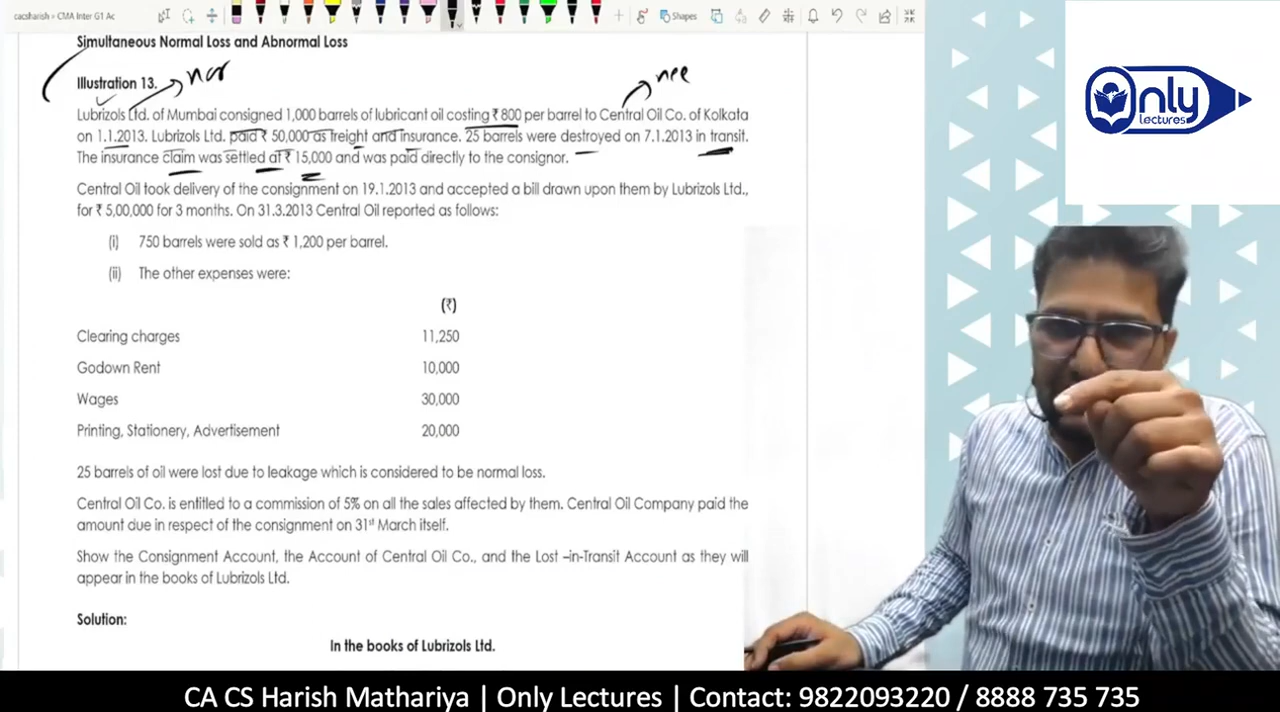 cacsharish > CMA Inter G1 Ac
Shapes
Simultaneous Normal Loss and Abnormal Loss
Illustration 13.
nor
nee
Lubrizols Ltd. of Mumbai consigned 1,000 barrels of lubricant oil costing ₹ 800 per barrel to Central Oil Co. of Kolkata
on 1.1.2013. Lubrizols Ltd. paid ₹ 50,000 as freight and insurance. 25 barrels were destroyed on 7.1.2013 in transit.
The insurance claim was settled at ₹ 15,000 and was paid directly to the consignor.
Central Oil took delivery of the consignment on 19.1.2013 and accepted a bill drawn upon them by Lubrizols Ltd.,
for ₹ 5,00,000 for 3 months. On 31.3.2013 Central Oil reported as follows:
(i) 750 barrels were sold as ₹ 1,200 per barrel.
(ii) The other expenses were:
(₹)
Clearing charges 11,250
Godown Rent 10,000
Wages 30,000
Printing, Stationery, Advertisement 20,000
25 barrels of oil were lost due to leakage which is considered to be normal loss.
Central Oil Co. is entitled to a commission of 5% on all the sales affected by them. Central Oil Company paid the
amount due in respect of the consignment on 31st March itself.
Show the Consignment Account, the Account of Central Oil Co., and the Lost –in-Transit Account as they will
appear in the books of Lubrizols Ltd.
Solution:
In the books of Lubrizols Ltd.
Only
Lectures
CA CS Harish Mathariya | Only Lectures | Contact: 9822093220 / 8888 735 735